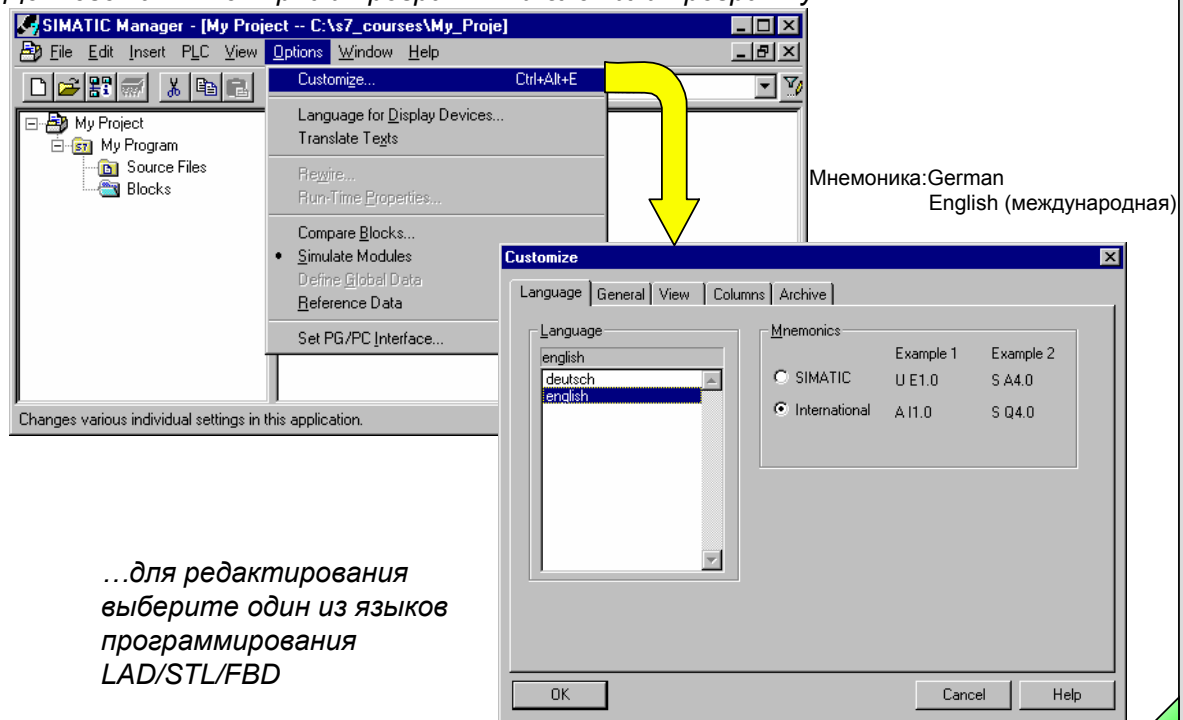 SIMATIC Manager - [My Project -- C:\s7_courses\My_Proje]
File Edit Insert PLC View Options Window Help
Customize... Ctrl+Alt+E
Language for Display Devices...
Translate Texts
Rewire...
Run-Time Properties...
Compare Blocks...
• Simulate Modules
Define Global Data
Reference Data
Set PG/PC Interface...
My Project
S7 My Program
Source Files
Blocks
Changes various individual settings in this application.
Мнемоника:German
English (международная)
Customize
Language General View Columns Archive
Language
english
deutsch
english
Mnemonics
Example 1 Example 2
SIMATIC U E1.0 S A4.0
International A I1.0 S Q4.0
OK Cancel Help
…для редактирования
выберите один из языков
программирования
LAD/STL/FBD